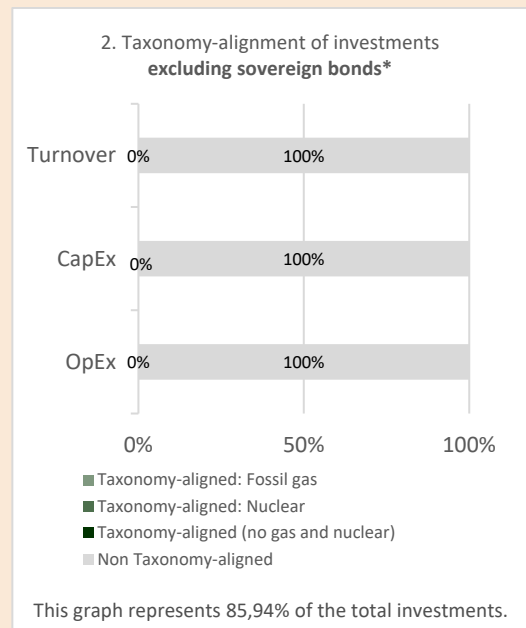 2. Taxonomy-alignment of investments
excluding sovereign bonds*
Turnover 0% 100%
CapEx 0% 100%
OpEx 0% 100%
0% 50% 100%
Taxonomy-aligned: Fossil gas
Taxonomy-aligned: Nuclear
Taxonomy-aligned (no gas and nuclear)
Non Taxonomy-aligned
This graph represents 85,94% of the total investments.